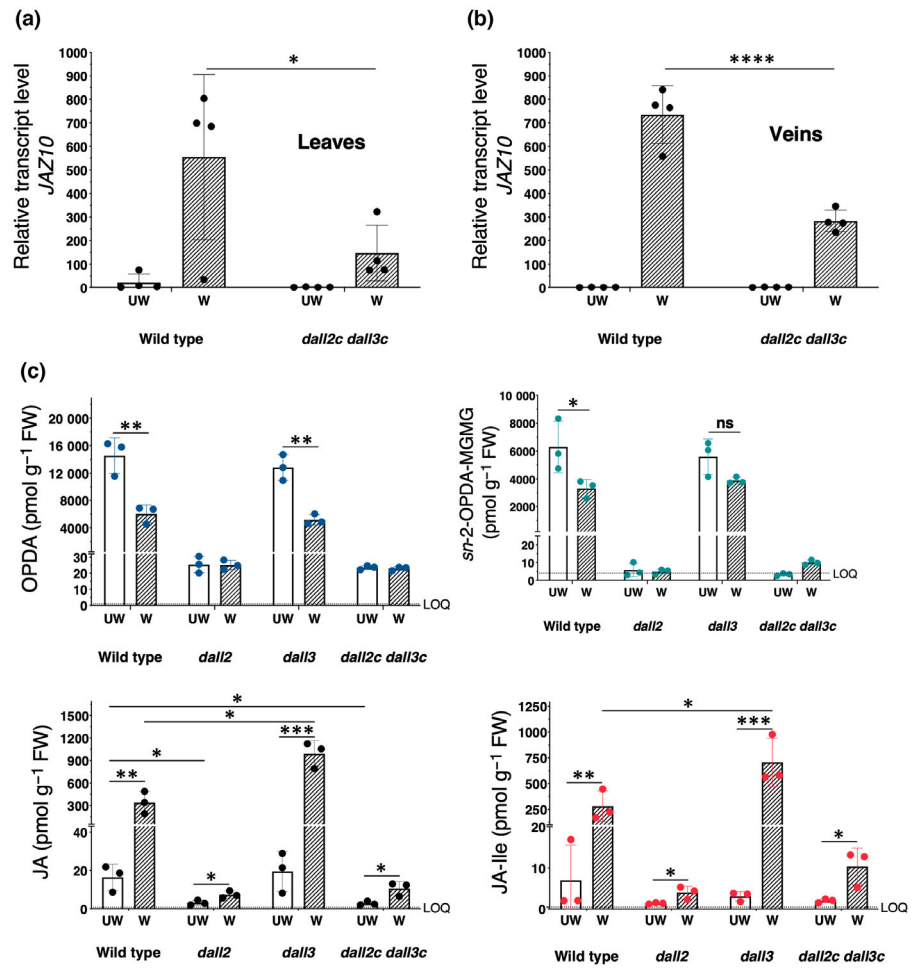 (a)
Relative transcript level
JAZ10
1000
900
800
700
600
500
400
300
200
100
0
*
Leaves
UW
W
UW
W
Wild type
dall2c dall3c
(b)
Relative transcript level
JAZ10
1000
900
800
700
600
500
400
300
200
100
0
****
Veins
UW
W
UW
W
Wild type
dall2c dall3c
(c)
OPDA (pmol g−1 FW)
20 000
16 000
12 000
8000
4000
30
20
10
0
**
**
LOQ
UW W UW W UW W UW W
Wild type
dall2
dall3
dall2c dall3c
sn-2-OPDA-MGMG
(pmol g−1 FW)
10 000
8000
6000
4000
2000
20
10
0
*
ns
LOQ
UW W UW W UW W UW W
Wild type
dall2
dall3
dall2c dall3c
JA (pmol g−1 FW)
1500
1200
900
600
300
40
20
0
*
*
***
*
**
*
*
LOQ
UW W UW W UW W UW W
Wild type
dall2
dall3
dall2c dall3c
JA-Ile (pmol g−1 FW)
1250
1000
750
500
250
20
10
0
*
***
**
*
*
LOQ
UW W UW W UW W UW W
Wild type
dall2
dall3
dall2c dall3c